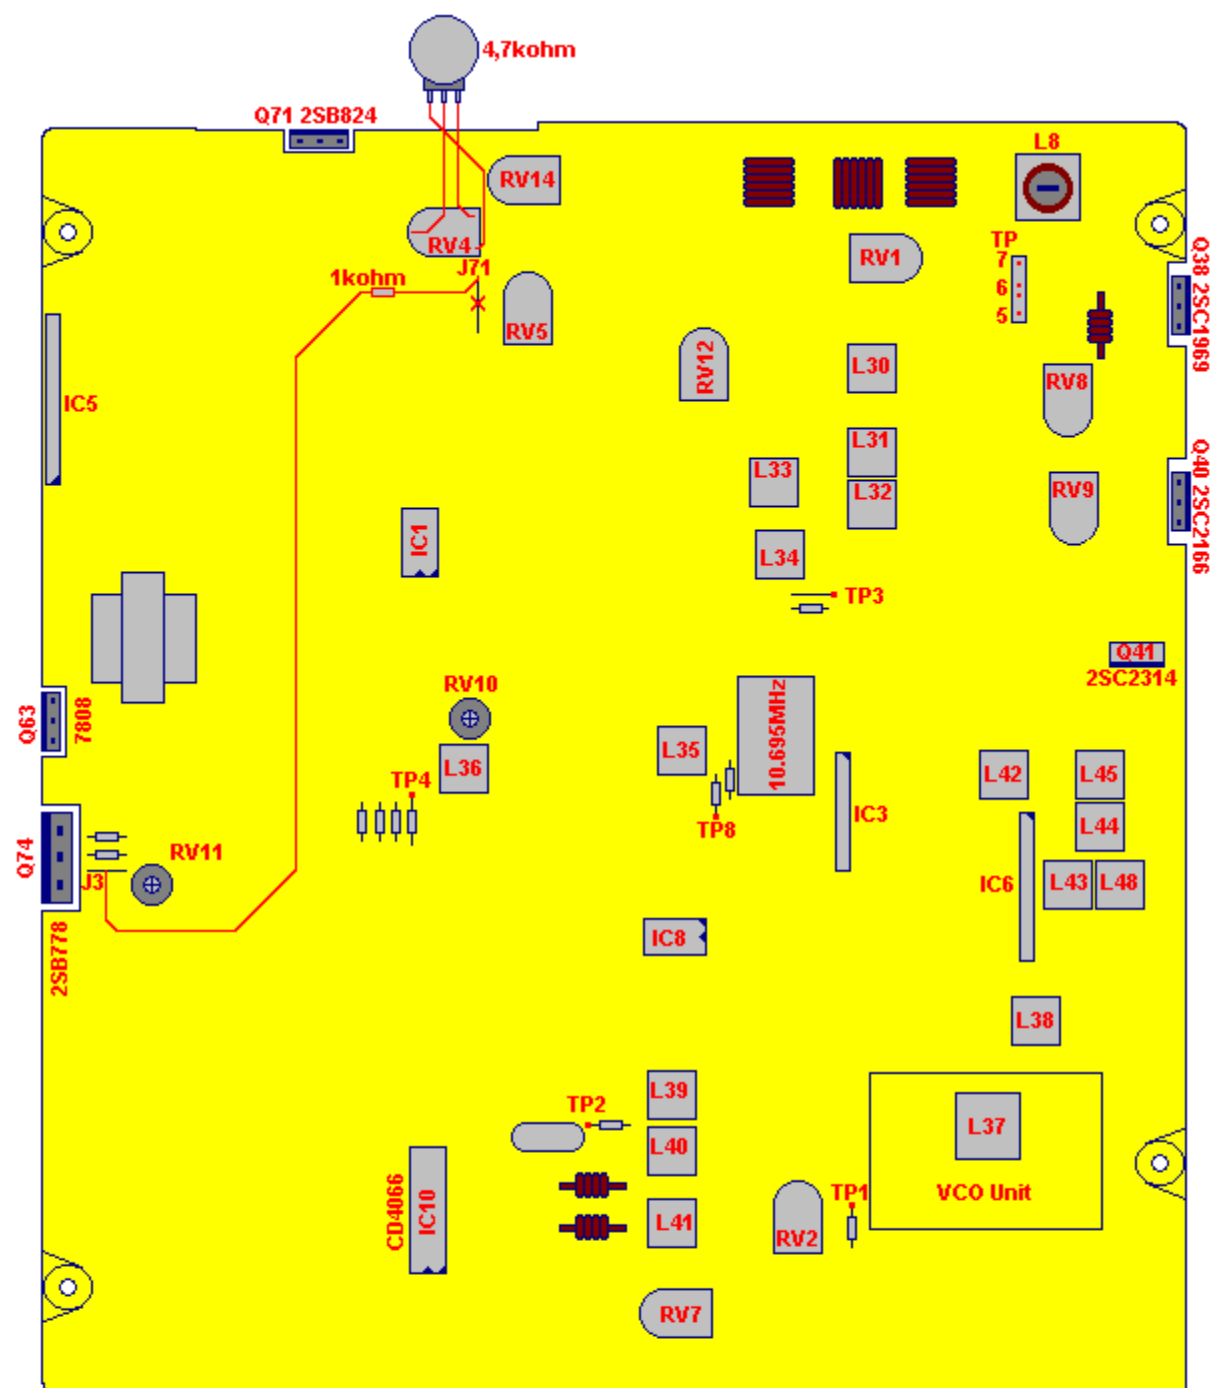 4,7kohm
Q71 2SB824
L8
RV14
RV4
RV1
TP
7
6
5
J71
1kohm
RV5
Q38 2SC1969
RV12
L30
RV8
IC5
L31
L33
L32
RV9
Q40 2SC2166
IC1
L34
TP3
Q41
2SC2314
RV10
Q63
7808
L35
10.695MHz
L36
TP4
L42
L45
TP8
IC3
L44
Q74
RV11
J3
IC6
L43
L48
IC8
2SB778
L38
L39
TP2
L37
L40
CD4066
IC10
TP1
VCO Unit
L41
RV2
RV7